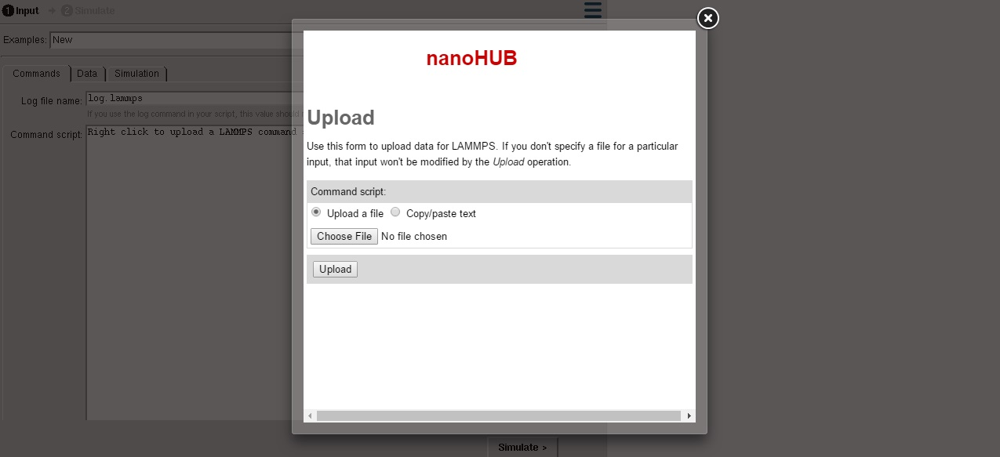 1 Input → 2 Simulate
Examples: New
Commands Data Simulation
Log file name: log.lammps
If you use the log command in your script, this value should
Command script: Right click to upload a LAMMPS command
nanoHUB
Upload
Use this form to upload data for LAMMPS. If you don't specify a file for a particular
input, that input won't be modified by the Upload operation.
Command script:
Upload a file Copy/paste text
Choose File No file chosen
Upload
Simulate >